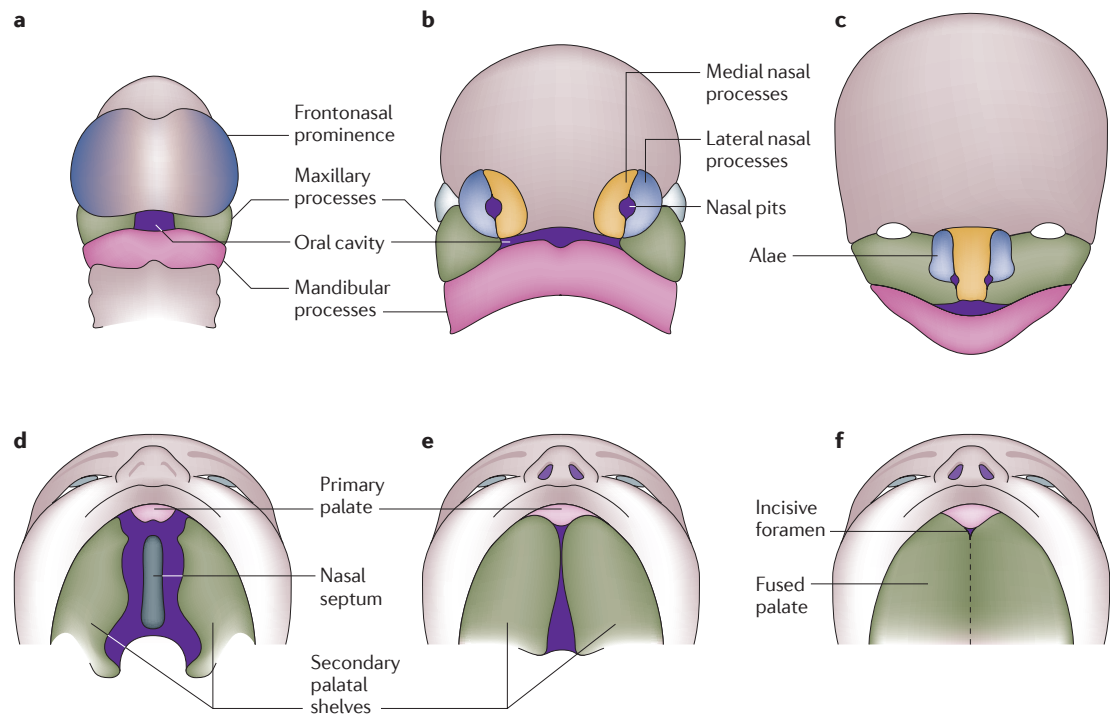 a
b
c
Frontonasal
prominence
Maxillary
processes
Oral cavity
Mandibular
processes
Medial nasal
processes
Lateral nasal
processes
Nasal pits
Alae
d
e
f
Primary
palate
Nasal
septum
Secondary
palatal
shelves
Incisive
foramen
Fused
palate